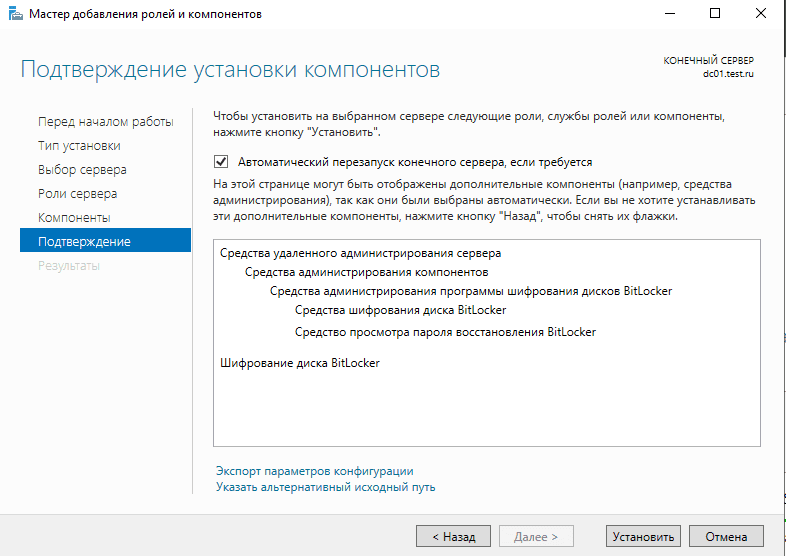 Мастер добавления ролей и компонентов
Подтверждение установки компонентов
КОНЕЧНЫЙ СЕРВЕР
dc01.test.ru
Перед началом работы
Тип установки
Выбор сервера
Роли сервера
Компоненты
Подтверждение
Результаты
Чтобы установить на выбранном сервере следующие роли, службы ролей или компоненты,
нажмите кнопку "Установить".
Автоматический перезапуск конечного сервера, если требуется
На этой странице могут быть отображены дополнительные компоненты (например, средства
администрирования), так как они были выбраны автоматически. Если вы не хотите устанавливать
эти дополнительные компоненты, нажмите кнопку "Назад", чтобы снять их флажки.
Средства удаленного администрирования сервера
Средства администрирования компонентов
Средства администрирования программы шифрования дисков BitLocker
Средства шифрования диска BitLocker
Средство просмотра пароля восстановления BitLocker
Шифрование диска BitLocker
Экспорт параметров конфигурации
Указать альтернативный исходный путь
< Назад
Далее >
Установить
Отмена